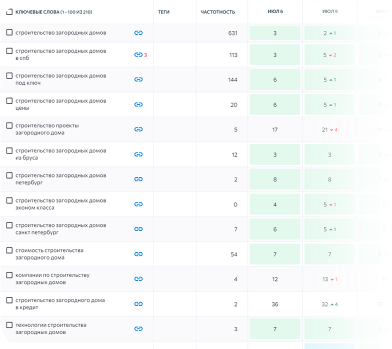 КЛЮЧЕВЫЕ СЛОВА (1–100 ИЗ 210) ТЕГИ ЧАСТОТНОСТЬ ИЮЛ 6 ИЮЛ
строительство загородных домов 631 3 2
строительство загородных домов 3 113 3 5 2
в спб
строительство загородных домов 144 6 5 1
под ключ
строительство загородных домов 20 6 5 1
цены
строительство проекты 5 17 21 4
загородного дома
строительство загородных домов 12 3 3
из бруса
строительство загородных домов 2 8 8
петербург
строительство загородных домов 0 4 5 1
эконом класса
строительство загородных домов 7 6 5 1
санкт петербург
стоимость строительства 54 7 7
загородного дома
компании по строительству 4 12 13 1
загородных домов
строительство загородного дома 2 36 32 4
в кредит
технологии строительства 3 7 7
загородных домов